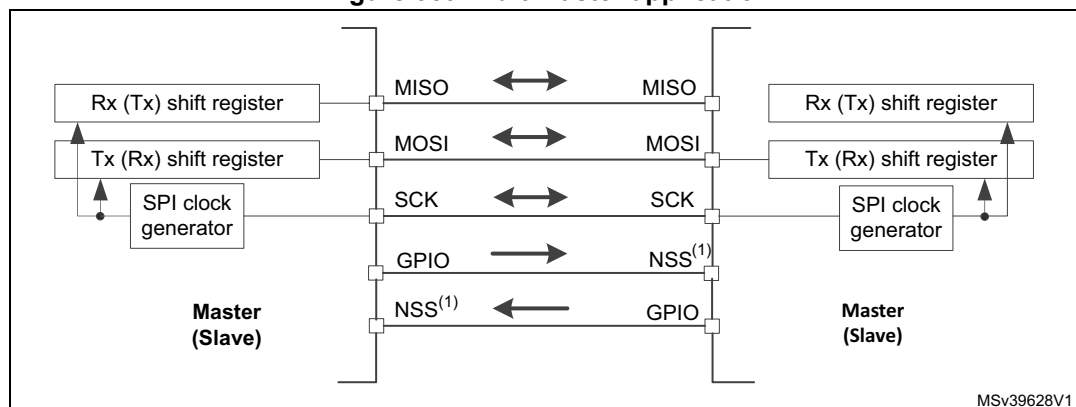 MISO MISO
Rx (Tx) shift register Rx (Tx) shift register
MOSI MOSI
Tx (Rx) shift register Tx (Rx) shift register
SPI clock generator SCK SCK SPI clock generator
GPIO NSS(1)
Master (Slave) NSS(1) GPIO Master (Slave)
MSv39628V1